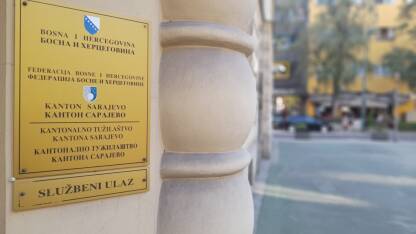 BOSNA I HERCEGOVINA
БОСНА И ХЕРЦЕГОВИНА
FEDERACIJA BOSNE I HERCEGOVINE
ФЕДЕРАЦИЈА БОСНЕ И ХЕРЦЕГОВИНЕ
KANTON SARAJEVO
КАНТОН САРАЈЕВО
KANTONALNO TUŽILAŠTVO
KANTONA SARAJEVO
КАНТОНАЛНО ТУЖИЛАШТВО
КАНТОНА САРАЈЕВО
SLUŽBENI ULAZ